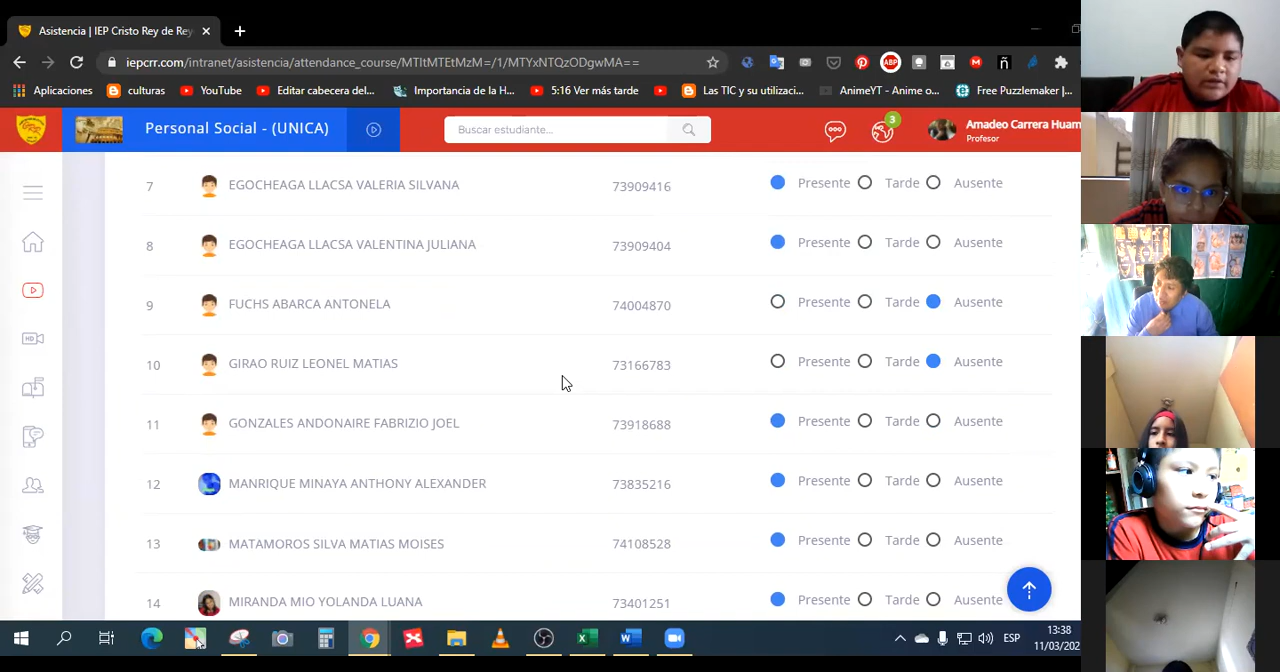 Asistencia | IEP Cristo Rey de Rey
iepcrr.com/intranet/asistencia/attendance_course/MTItMTEtMzM=/1/MTYxNTQzODgwMA==
Aplicaciones culturas YouTube Editar cabecera del... Importancia de la H... 5:16 Ver más tarde Las TIC y su utilizaci... AnimeYT - Anime o... Free Puzzlemaker |...
Personal Social - (UNICA) Buscar estudiante... 3 Amadeo Carrera Huam
Profesor
7 EGOCHEAGA LLACSA VALERIA SILVANA 73909416 Presente Tarde Ausente
8 EGOCHEAGA LLACSA VALENTINA JULIANA 73909404 Presente Tarde Ausente
9 FUCHS ABARCA ANTONELA 74004870 Presente Tarde Ausente
10 GIRAO RUIZ LEONEL MATIAS 73166783 Presente Tarde Ausente
11 GONZALES ANDONAIRE FABRIZIO JOEL 73918688 Presente Tarde Ausente
12 MANRIQUE MINAYA ANTHONY ALEXANDER 73835216 Presente Tarde Ausente
13 MATAMOROS SILVA MATIAS MOISES 74108528 Presente Tarde Ausente
14 MIRANDA MIO YOLANDA LUANA 73401251 Presente Tarde Ausente
ESP 13:38
11/03/202